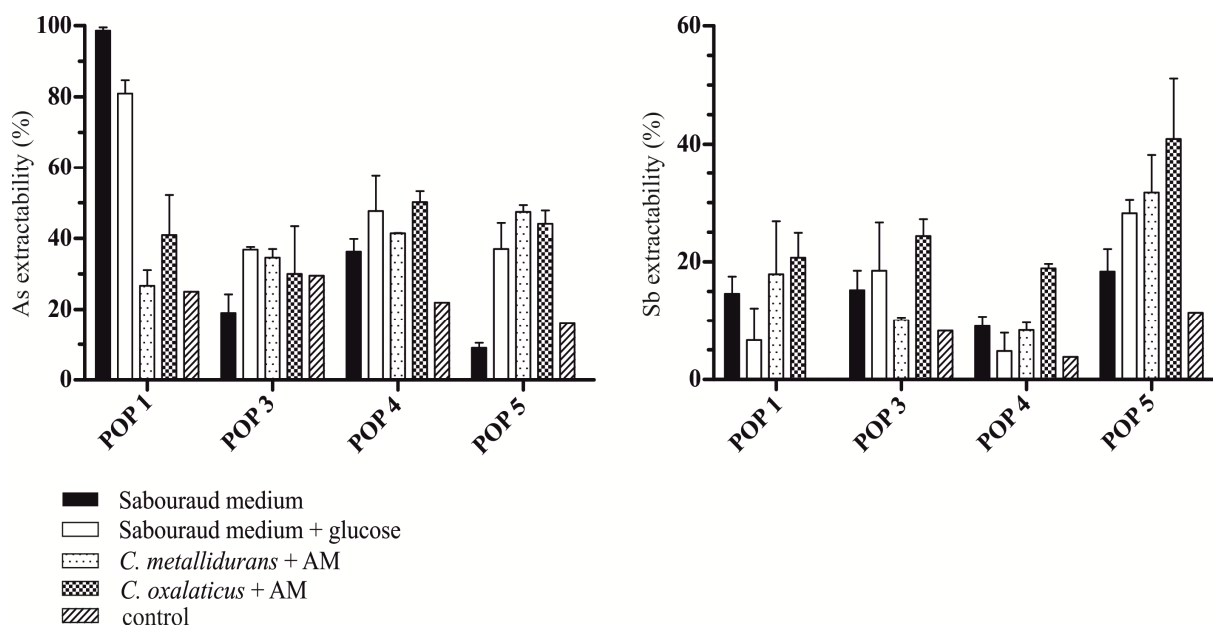 As extractability (%)
100
80
60
40
20
0
POP 1
POP 3
POP 4
POP 5
Sb extractability (%)
60
40
20
0
POP 1
POP 3
POP 4
POP 5
Sabouraud medium
Sabouraud medium + glucose
C. metallidurans + AM
C. oxalaticus + AM
control